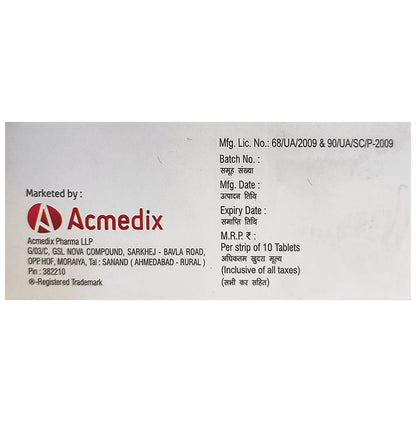 Marketed by :
Acmedix
Acmedix Pharma LLP
G/03/C, GSL NOVA COMPOUND, SARKHEJ - BAVLA ROAD,
OPP. HOF, MORAIYA, Tal : SANAND ( AHMEDABAD - RURAL )
Pin : 382210
®-Registered Trademark
Mfg. Lic. No.: 68/UA/2009 & 90/UA/SC/P-2009
Batch No. :
समूह संख्या
Mfg. Date :
उत्पादन तिथि
Expiry Date :
समाप्ति तिथि
M.R.P. ₹ :
Per strip of 10 Tablets
अधिकतम खुदरा मूल्य
(Inclusive of all taxes)
(सभी कर सहित)